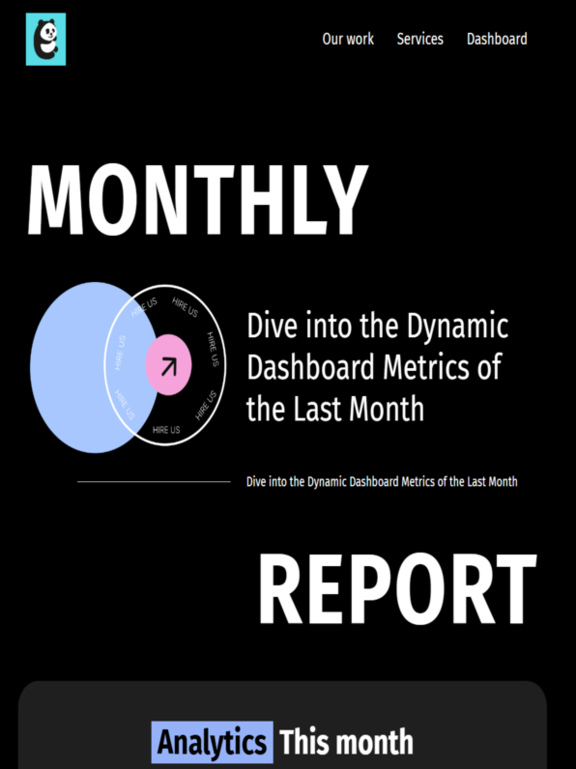 Our work Services Dashboard
MONTHLY
HIRE US HIRE US HIRE US HIRE US HIRE US HIRE US HIRE US
Dive into the Dynamic
Dashboard Metrics of
the Last Month
Dive into the Dynamic Dashboard Metrics of the Last Month
REPORT
Analytics This month